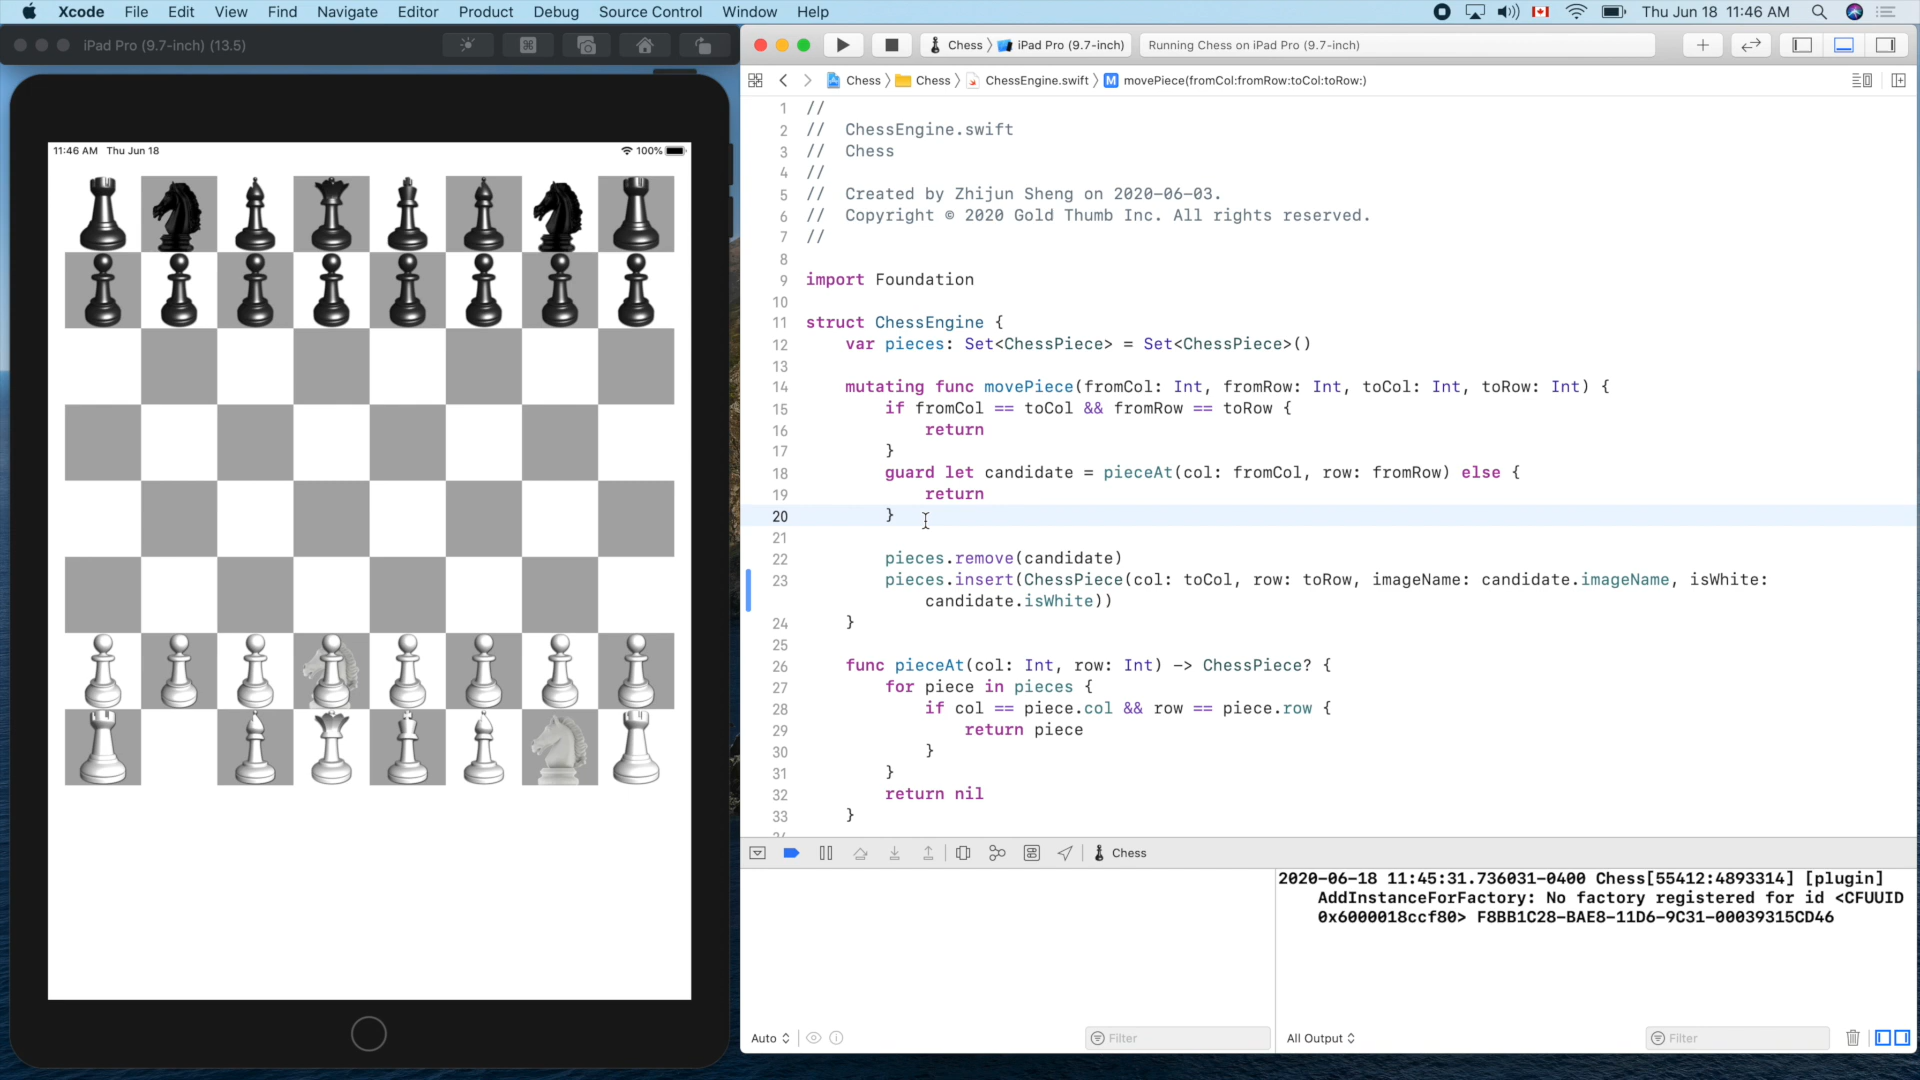 Xcode File Edit View Find Navigate Editor Product Debug Source Control Window Help Thu Jun 18 11:46 AM
iPad Pro (9.7-inch) (13.5)
Chess iPad Pro (9.7-inch) Running Chess on iPad Pro (9.7-inch)
Chess Chess ChessEngine.swift M movePiece(fromCol:fromRow:toCol:toRow:)
11:46 AM Thu Jun 18 100%
1 //
2 // ChessEngine.swift
3 // Chess
4 //
5 // Created by Zhijun Sheng on 2020-06-03.
6 // Copyright © 2020 Gold Thumb Inc. All rights reserved.
7 //
8
9 import Foundation
10
11 struct ChessEngine {
12 var pieces: Set<ChessPiece> = Set<ChessPiece>()
13
14 mutating func movePiece(fromCol: Int, fromRow: Int, toCol: Int, toRow: Int) {
15 if fromCol == toCol && fromRow == toRow {
16 return
17 }
18 guard let candidate = pieceAt(col: fromCol, row: fromRow) else {
19 return
20 }
21
22 pieces.remove(candidate)
23 pieces.insert(ChessPiece(col: toCol, row: toRow, imageName: candidate.imageName, isWhite:
candidate.isWhite))
24 }
25
26 func pieceAt(col: Int, row: Int) -> ChessPiece? {
27 for piece in pieces {
28 if col == piece.col && row == piece.row {
29 return piece
30 }
31 }
32 return nil
33 }
Chess
2020-06-18 11:45:31.736031-0400 Chess[55412:4893314] [plugin]
AddInstanceForFactory: No factory registered for id <CFUUID
0x6000018ccf80> F8BB1C28-BAE8-11D6-9C31-00039315CD46
Auto Filter All Output Filter